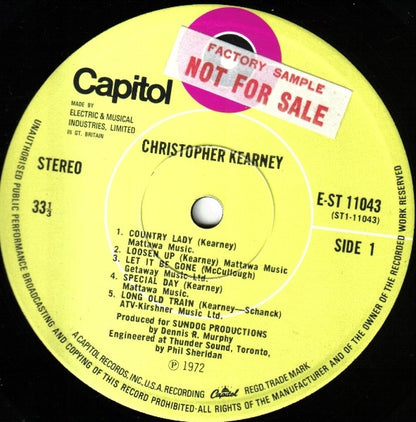 FACTORY SAMPLE
NOT FOR SALE
Capitol
MADE BY
ELECTRIC & MUSICAL
INDUSTRIES, LIMITED
IN GT. BRITAIN
CHRISTOPHER KEARNEY
STEREO
33⅓
E-ST 11043
(ST1-11043)
SIDE 1
1. COUNTRY LADY (Kearney)
Mattawa Music.
2. LOOSEN UP (Kearney) Mattawa Music
3. LET IT BE GONE (McCullough)
Getaway Music Ltd.
4. SPECIAL DAY (Kearney)
Mattawa Music.
5. LONG OLD TRAIN (Kearney—Schanck)
ATV-Kirshner Music Ltd.
Produced for SUNDOG PRODUCTIONS
by Dennis R. Murphy
Engineered at Thunder Sound, Toronto,
by Phil Sheridan
Ⓟ 1972
A CAPITOL RECORDS, INC., U.S.A. RECORDING Capitol REGD. TRADE MARK
UNAUTHORISED PUBLIC PERFORMANCE BROADCASTING AND COPYING OF THIS RECORD PROHIBITED·ALL RIGHTS OF THE MANUFACTURER AND OF THE OWNER OF THE RECORDED WORK RESERVED